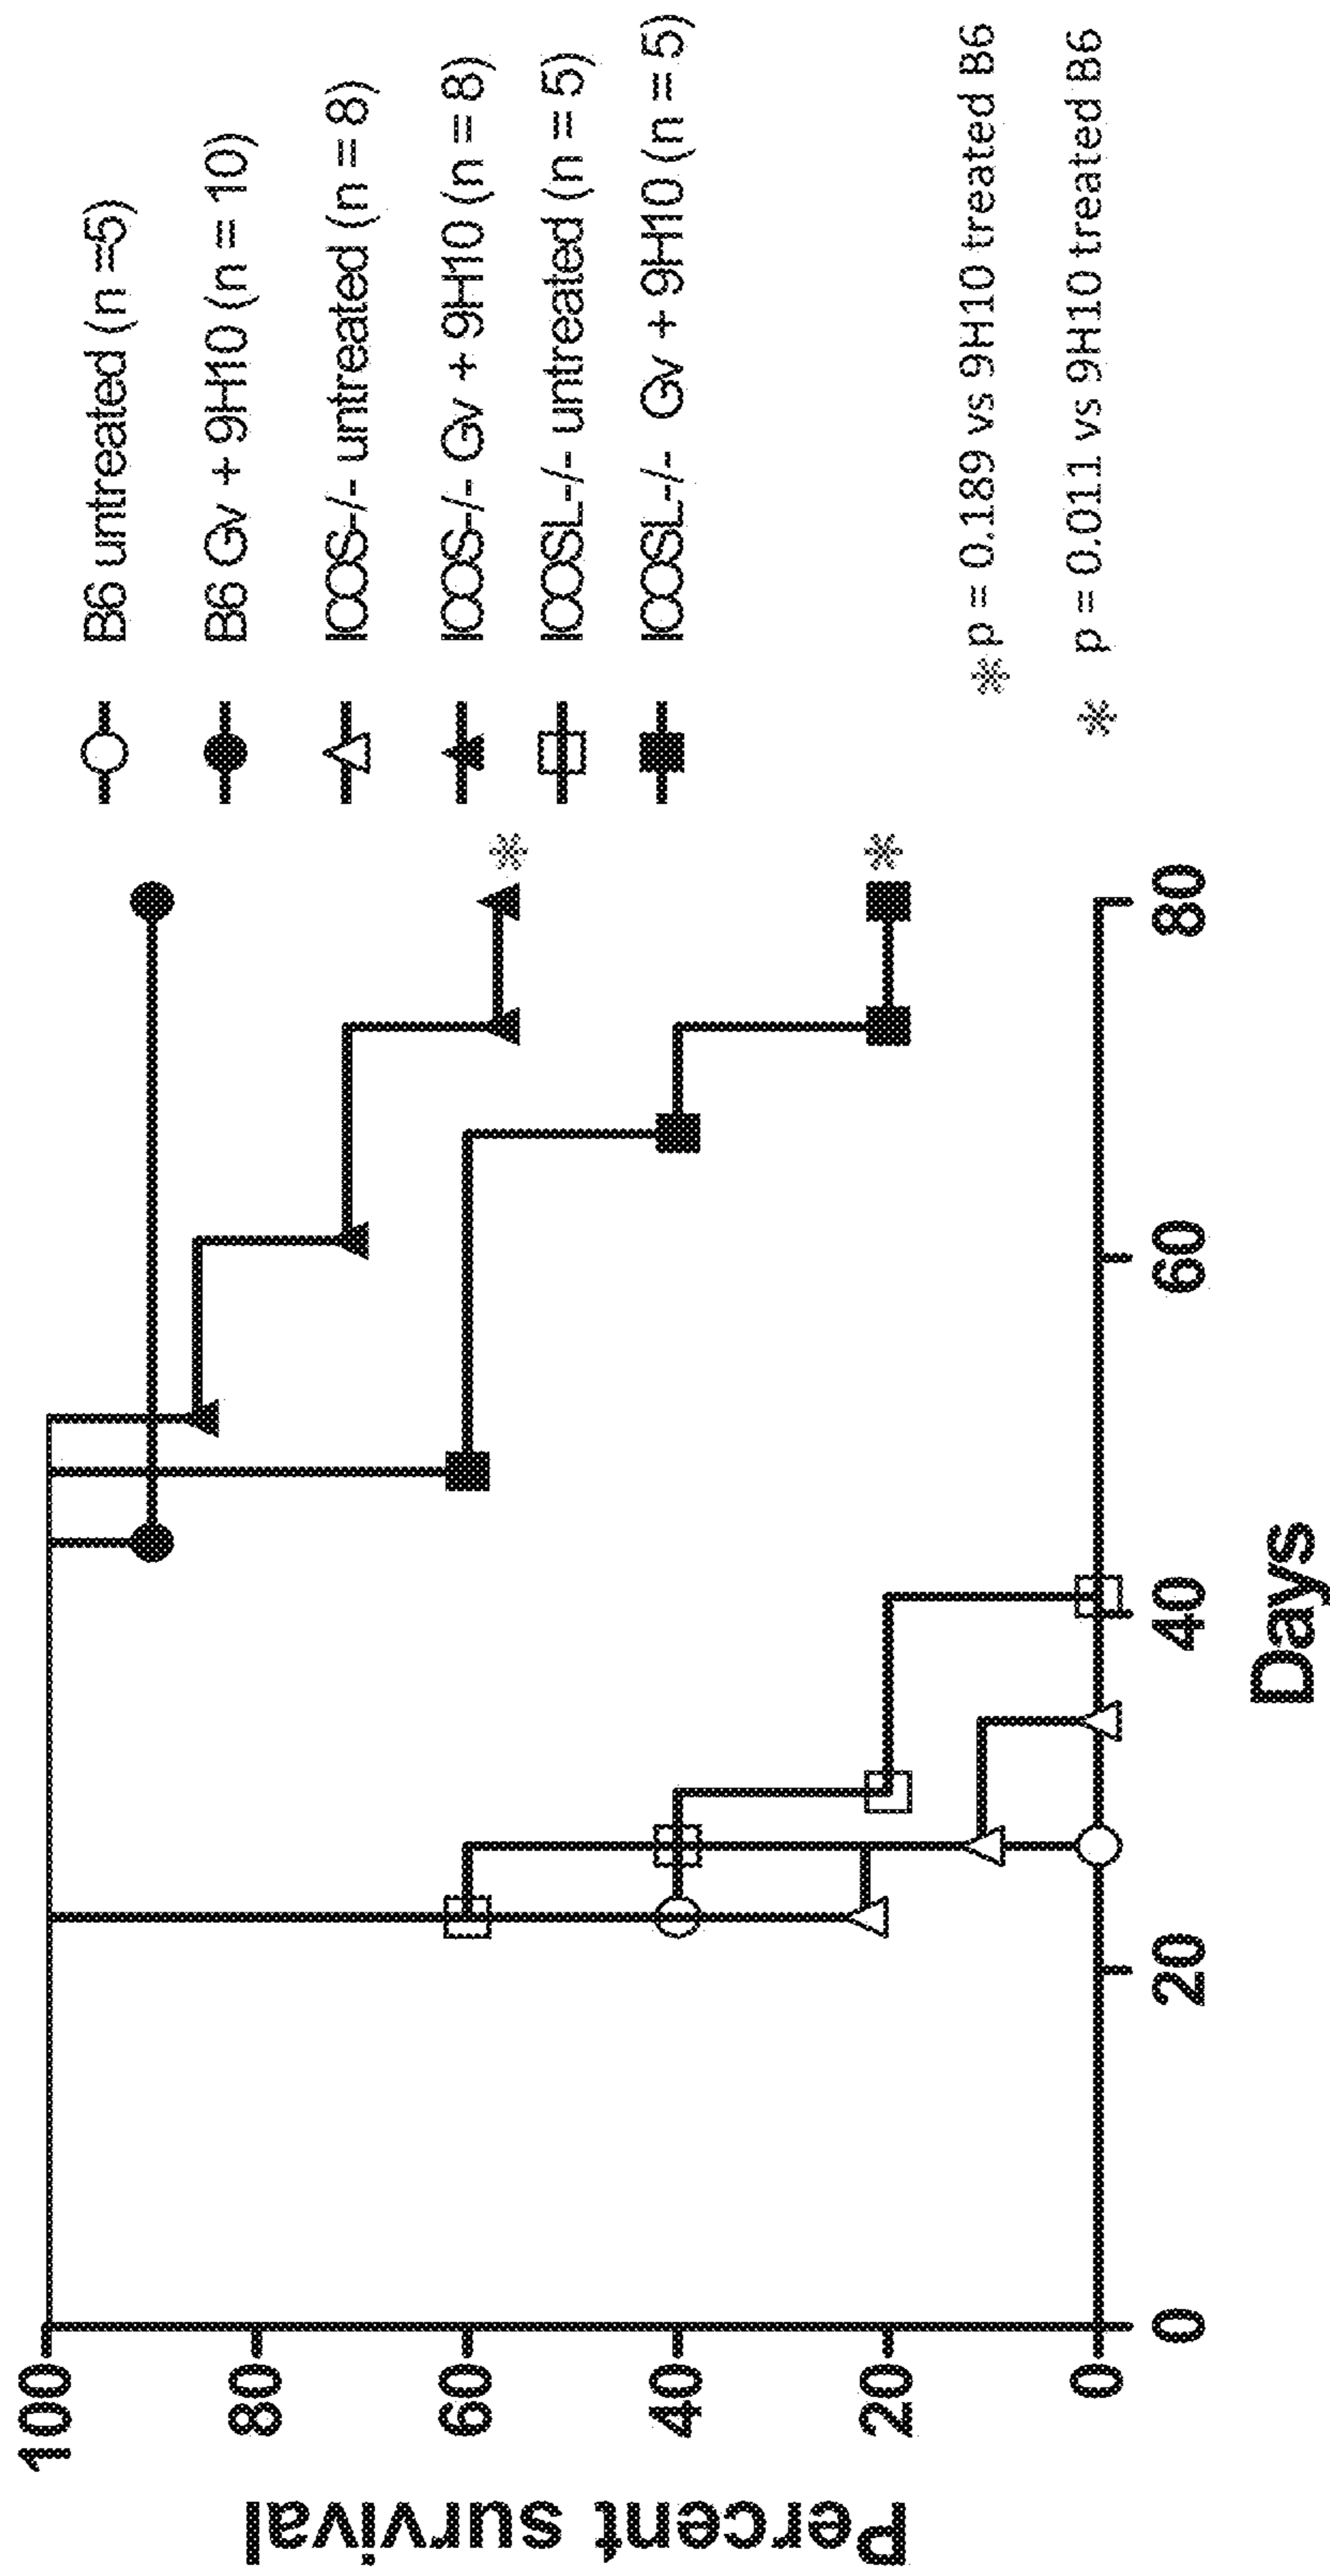 Percent survival
100
80
60
40
20
0
0
20
40
60
80
Days
B6 untreated (n =5)
B6 Gv + 9H10 (n = 10)
ICOS-/- untreated (n = 8)
ICOS-/- Gv + 9H10 (n = 8)
ICOSL-/- untreated (n = 5)
ICOSL-/- Gv + 9H10 (n = 5)
*
*
* p = 0.189 vs 9H10 treated B6
* p = 0.011 vs 9H10 treated B6